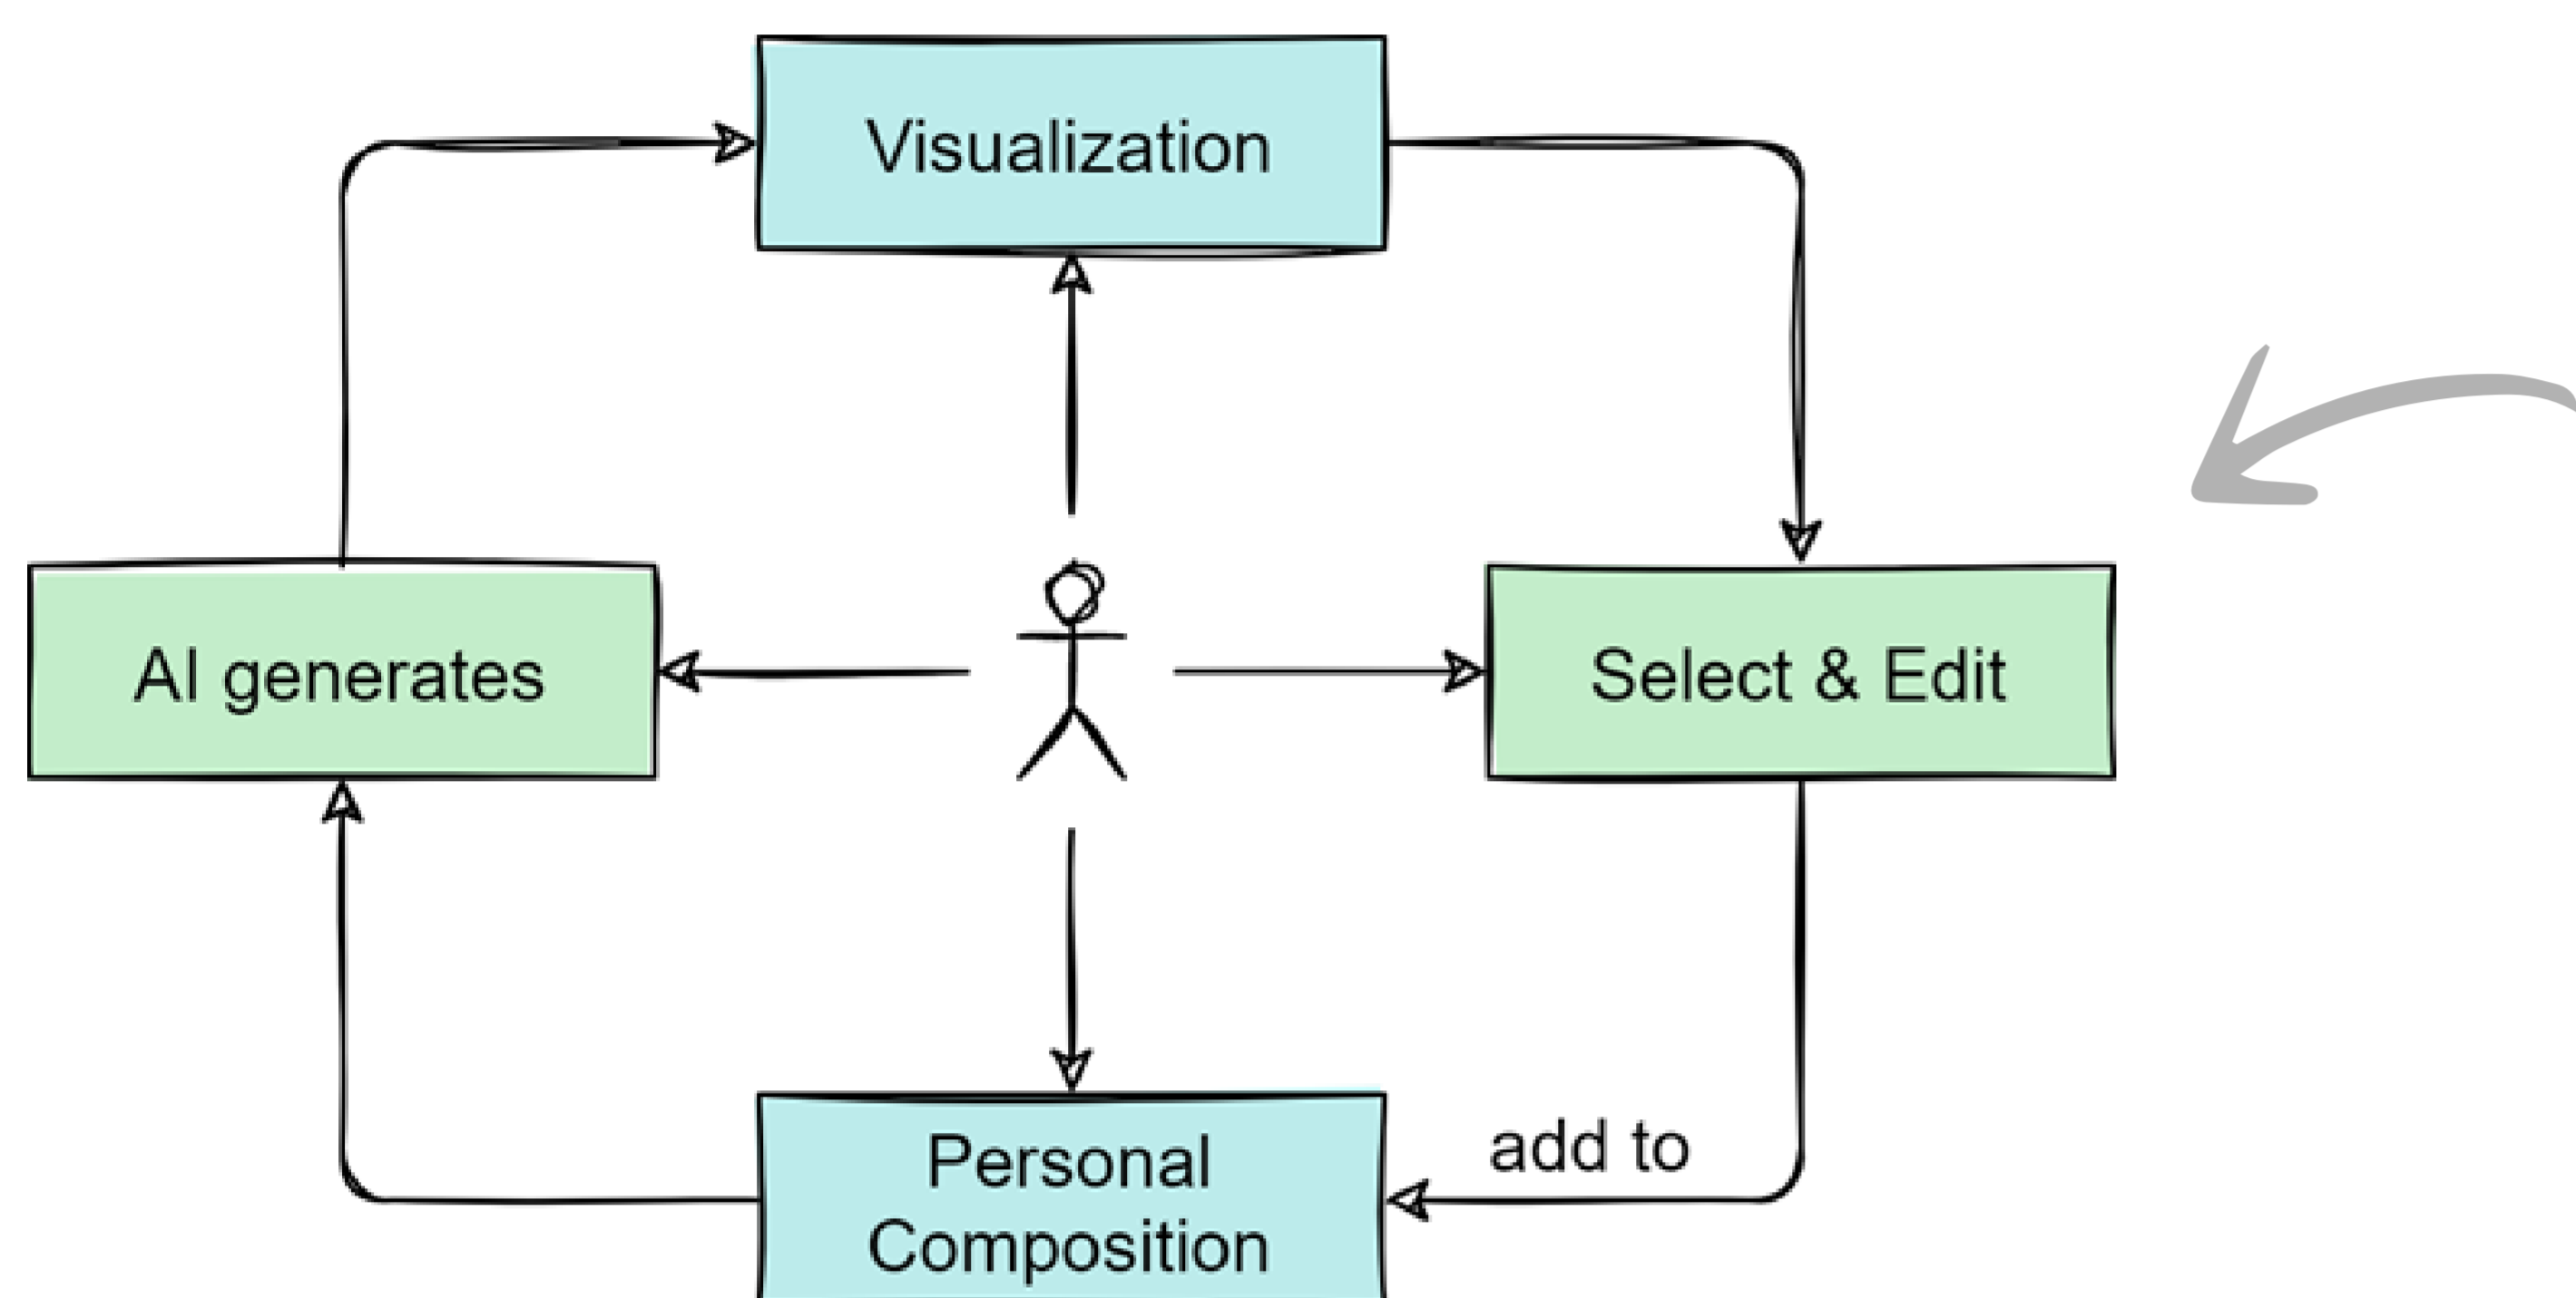 Visualization
AI generates
Select & Edit
add to
Personal
Composition